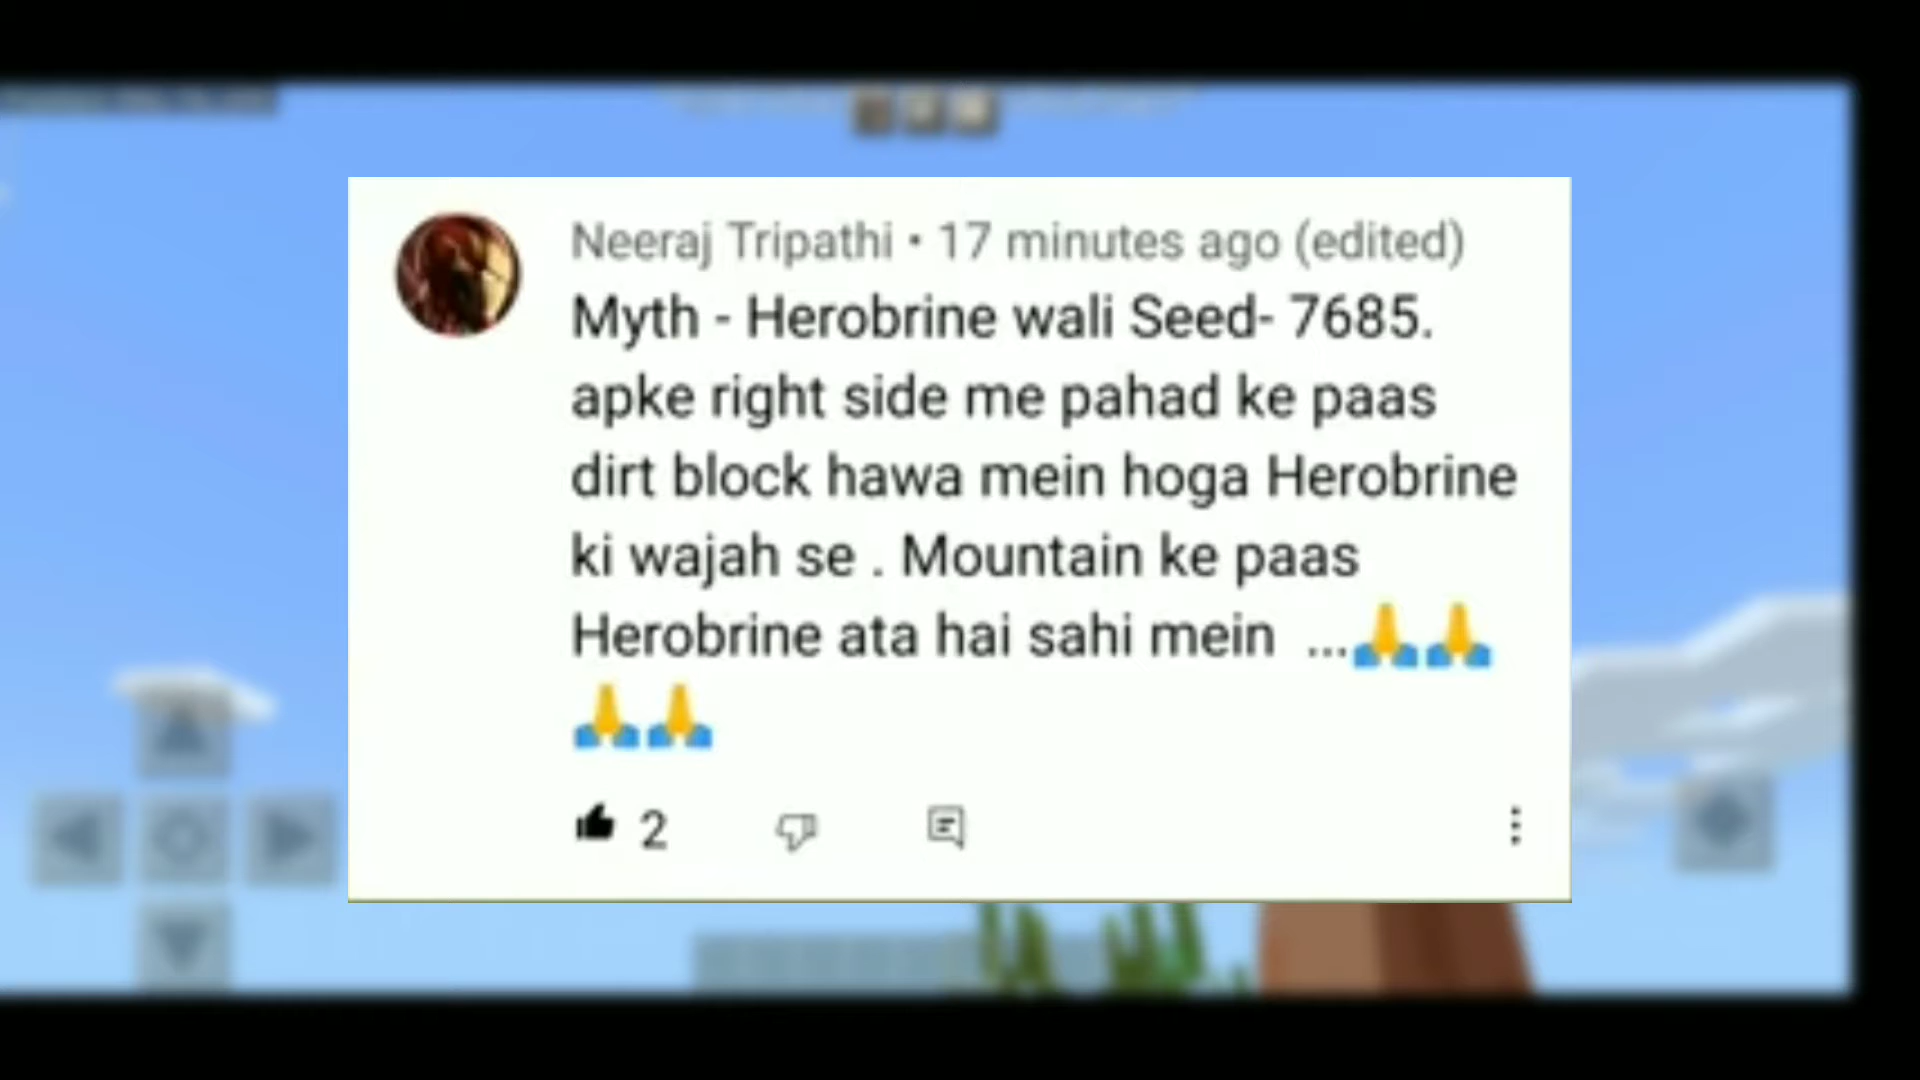 Neeraj Tripathi • 17 minutes ago (edited)
Myth - Herobrine wali Seed- 7685.
apke right side me pahad ke paas
dirt block hawa mein hoga Herobrine
ki wajah se . Mountain ke paas
Herobrine ata hai sahi mein ...🙏🙏
🙏🙏
2